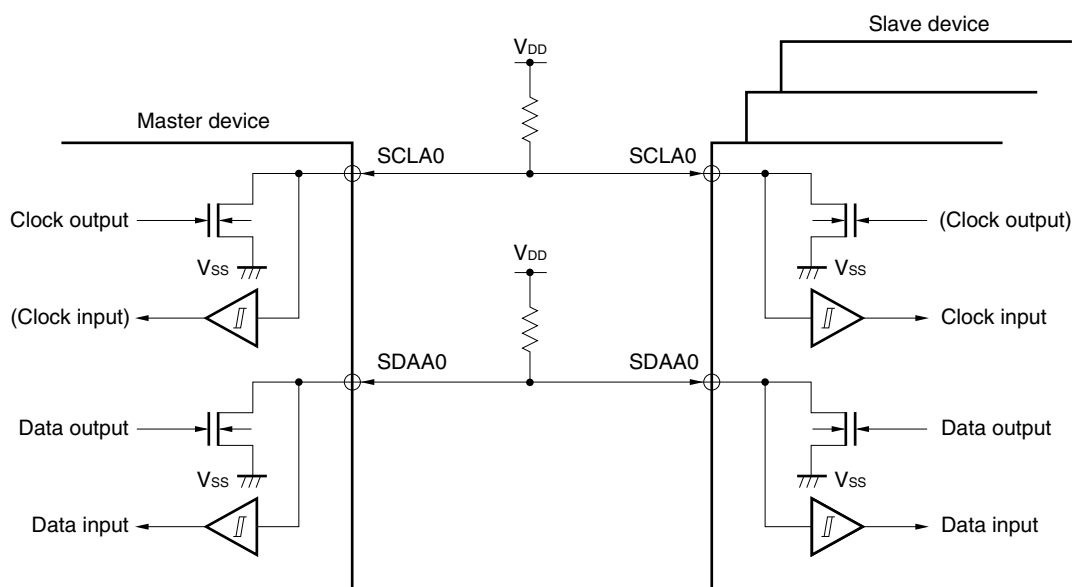 Slave device
VDD
Master device
SCLA0
SCLA0
Clock output
(Clock output)
VSS
VDD
VSS
(Clock input)
Clock input
SDAA0
SDAA0
Data output
Data output
VSS
VSS
Data input
Data input